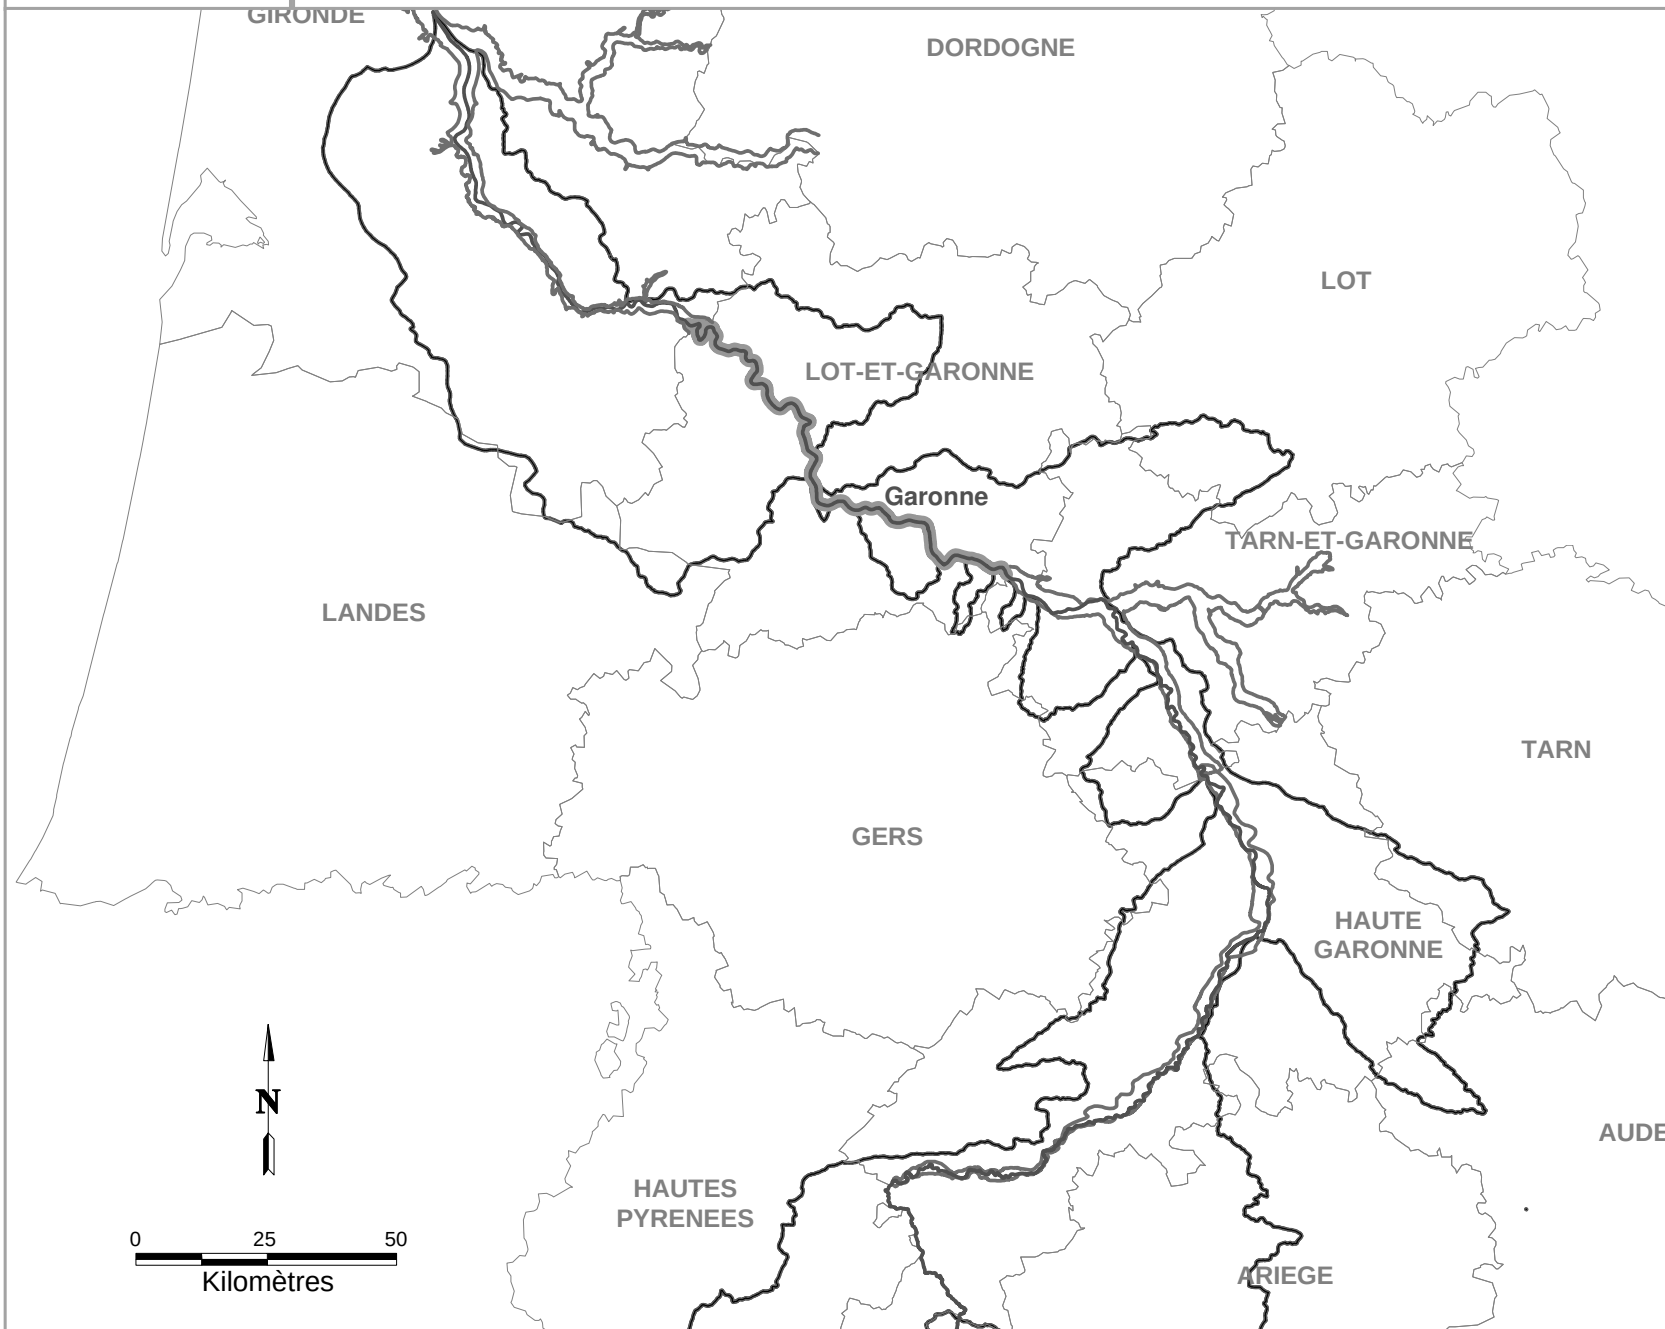 GIRONDE
DORDOGNE
LOT
LOT-ET-GARONNE
Garonne
TARN-ET-GARONNE
LANDES
TARN
GERS
HAUTE
GARONNE
N
AUDE
HAUTES
PYRENEES
0 25 50
Kilomètres
ARIEGE